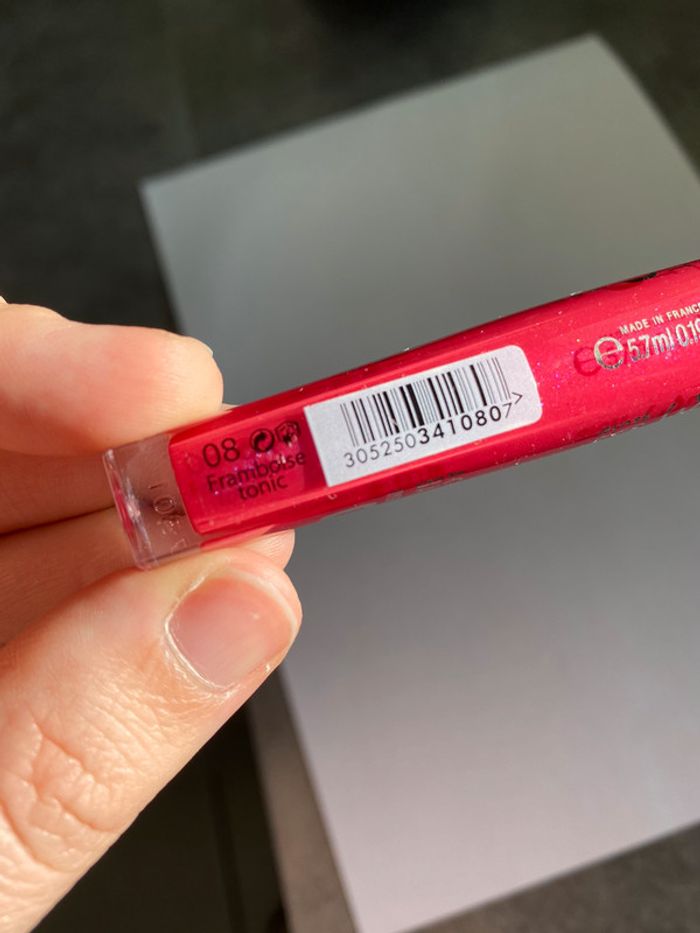 08
Framboise
tonic
3052503410807>
MADE IN FRANCE
℮ 5.7ml